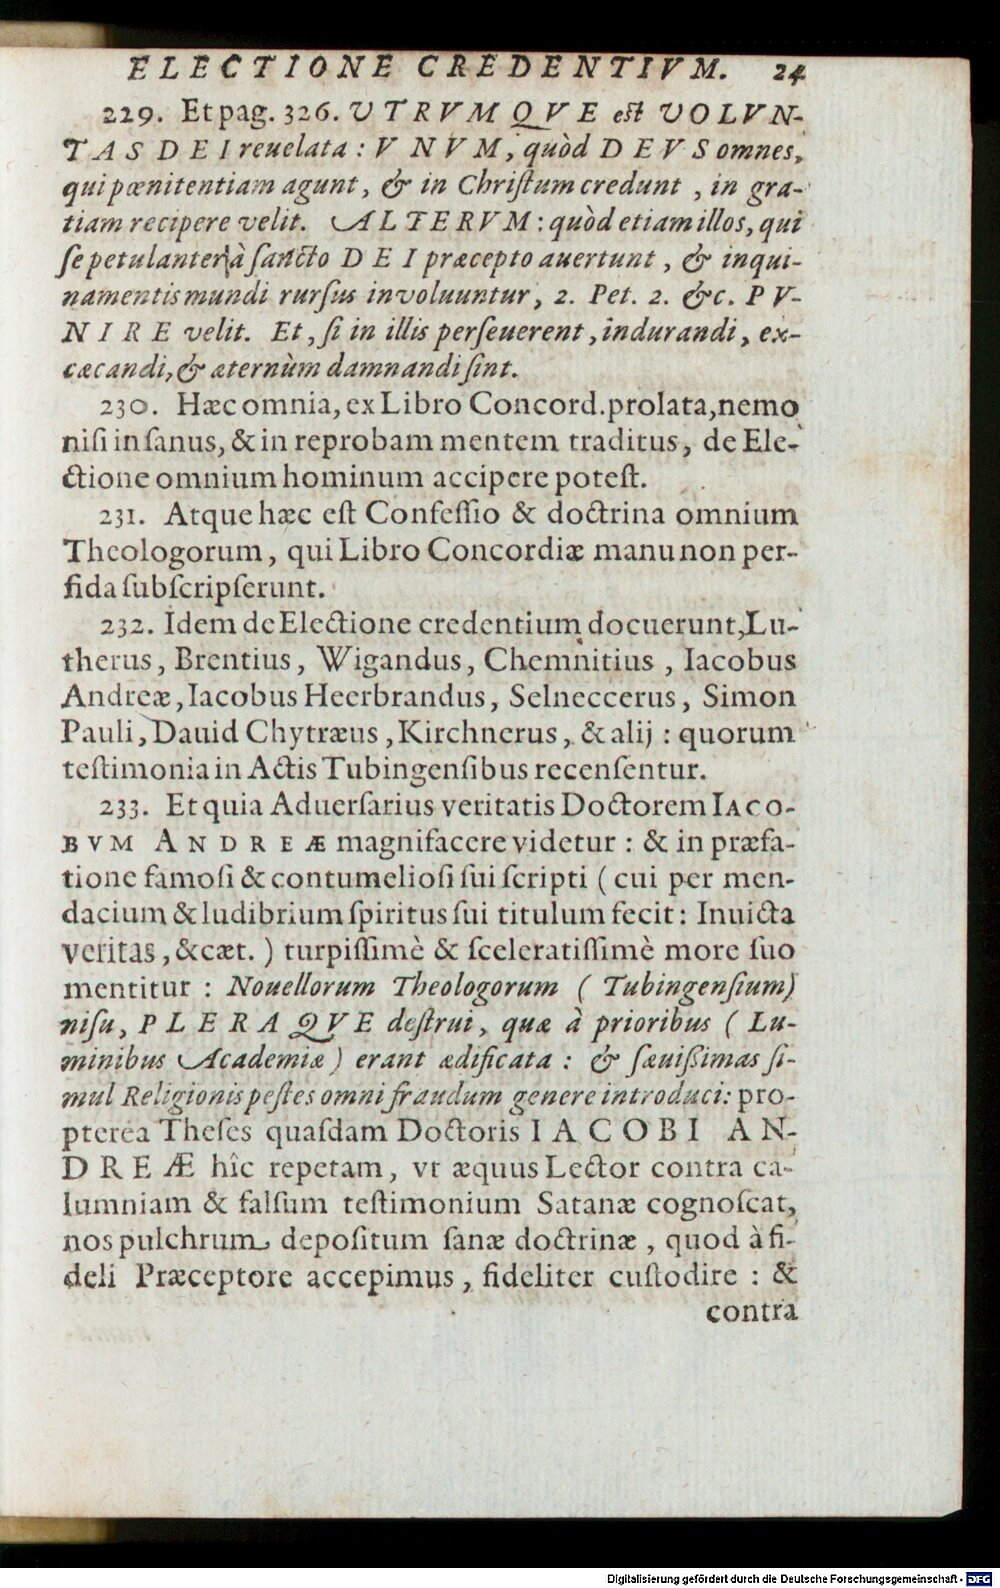 ELECTIONE CREDENTIVM. 24
229. Et pag. 326. VTRVMQVE est VOLVN-
TAS DEI reuelata: VNVM, quòd DEVS omnes,
qui pœnitentiam agunt, & in Christum credunt, in gra-
tiam recipere velit. ALTERVM: quòd etiam illos, qui
se petulanter à sancto DEI præcepto auertunt, & inqui-
namentis mundi rursus involuuntur, 2. Pet. 2. &c. PV-
NIRE velit. Et, si in illis perseuerent, indurandi, ex-
cæcandi, & æternùm damnandi sint.
230. Hæc omnia, ex Libro Concord. prolata, nemo
nisi insanus, & in reprobam mentem traditus, de Ele-
ctione omnium hominum accipere potest.
231. Atque hæc est Confessio & doctrina omnium
Theologorum, qui Libro Concordiæ manu non per-
fida subscripserunt.
232. Idem de Electione credentium docuerunt, Lu-
therus, Brentius, Wigandus, Chemnitius, Iacobus
Andreæ, Iacobus Heerbrandus, Selneccerus, Simon
Pauli, Dauid Chytræus, Kirchnerus, & alij: quorum
testimonia in Actis Tubingensibus recensentur.
233. Et quia Aduersarius veritatis Doctorem IACO-
BVM ANDREÆ magnifacere videtur: & in præfa-
tione famosi & contumeliosi sui scripti (cui per men-
dacium & ludibrium spiritus sui titulum fecit: Inuicta
veritas, &cæt.) turpissimè & sceleratissimè more suo
mentitur: Nouellorum Theologorum (Tubingensium)
nisu, PLERAQVE destrui, quæ à prioribus (Lu-
minibus Academiæ) erant ædificata: & sæuißimas si-
mul Religionis pestes omni fraudum genere introduci: pro-
pterea Theses quasdam Doctoris IACOBI AN-
DREÆ hîc repetam, vt æquus Lector contra ca-
lumniam & falsum testimonium Satanæ cognoscat,
nos pulchrum depositum sanæ doctrinæ, quod à fi-
deli Præceptore accepimus, fideliter custodire: &
contra
Digitalisierung gefördert durch die Deutsche Forschungsgemeinschaft - DFG